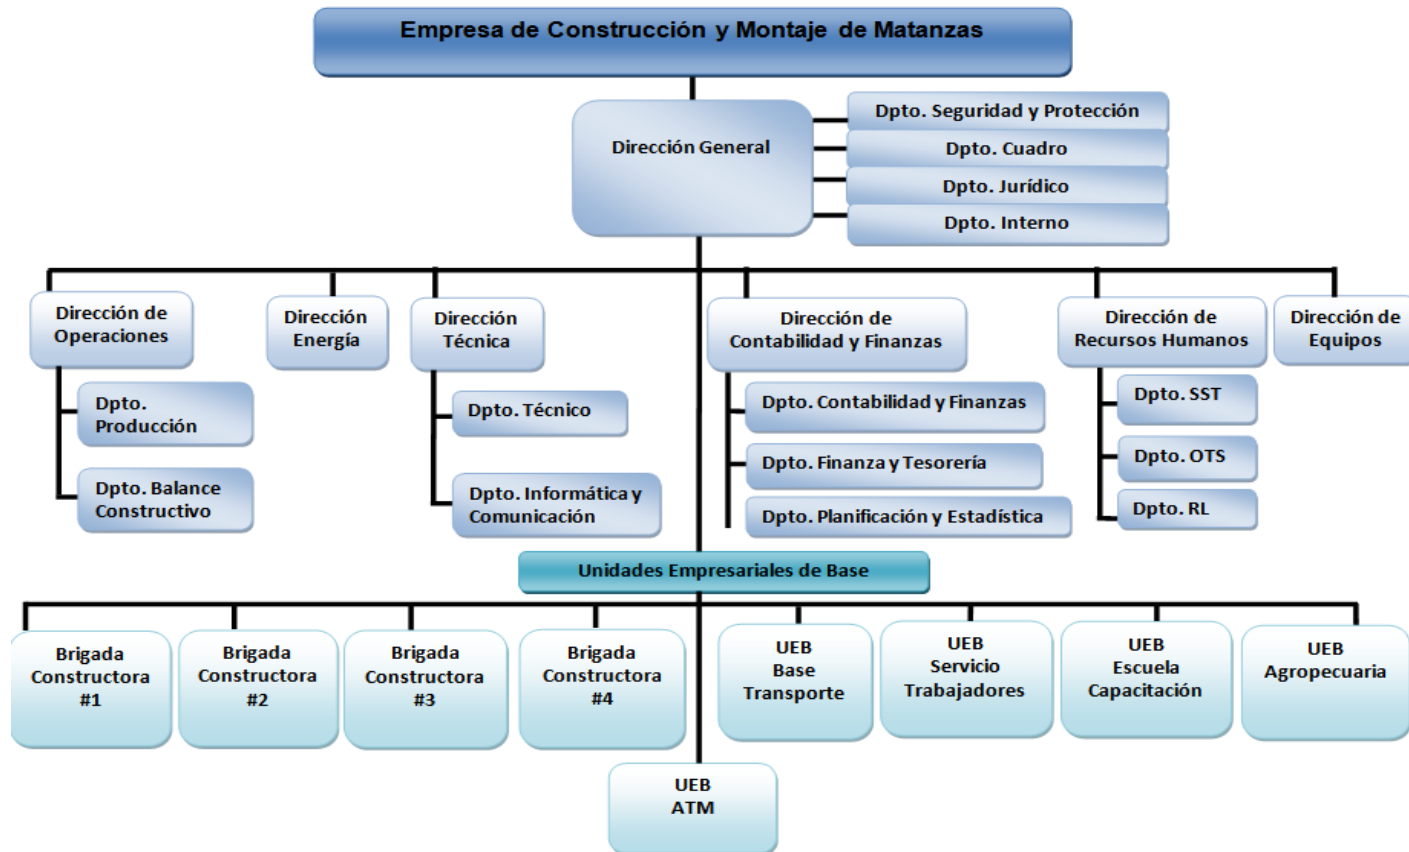 Empresa de Construcción y Montaje de Matanzas
Dirección General
Dpto. Seguridad y Protección
Dpto. Cuadro
Dpto. Jurídico
Dpto. Interno
Dirección de
Operaciones
Dirección
Energía
Dirección
Técnica
Dirección de
Contabilidad y Finanzas
Dirección de
Recursos Humanos
Dirección de
Equipos
Dpto.
Producción
Dpto. Balance
Constructivo
Dpto. Técnico
Dpto. Informática y
Comunicación
Dpto. Contabilidad y Finanzas
Dpto. Finanza y Tesorería
Dpto. Planificación y Estadística
Dpto. SST
Dpto. OTS
Dpto. RL
Unidades Empresariales de Base
Brigada
Constructora
#1
Brigada
Constructora
#2
Brigada
Constructora
#3
Brigada
Constructora
#4
UEB
Base
Transporte
UEB
Servicio
Trabajadores
UEB
Escuela
Capacitación
UEB
Agropecuaria
UEB
ATM